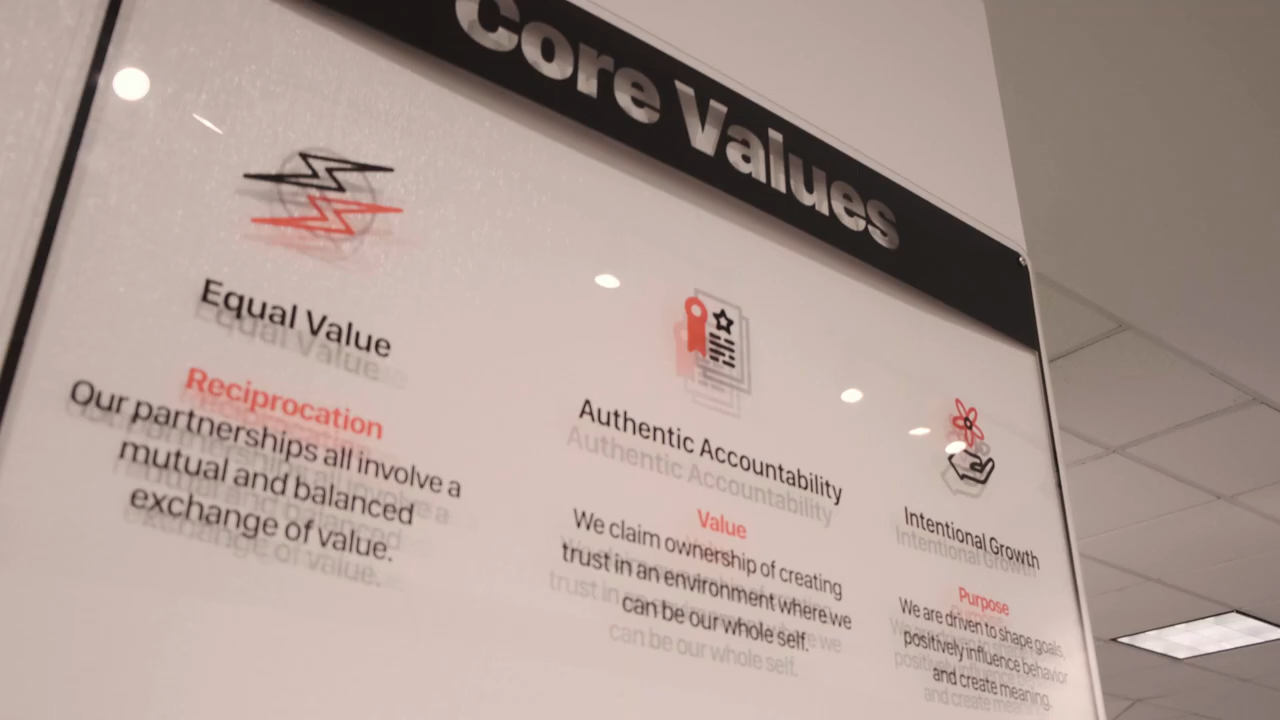 Core Values
Equal Value
Reciprocation
Our partnerships all involve a
mutual and balanced
exchange of value.
Authentic Accountability
Value
We claim ownership of creating
trust in an environment where we
can be our whole self.
Intentional Growth
Purpose
We are driven to shape goals,
positively influence behavior
and create meaning.